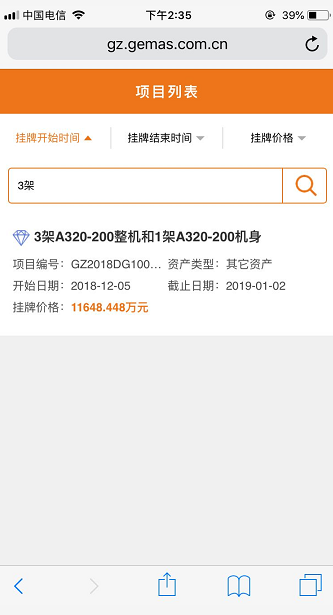 中国电信 下午2:35 39%
gz.gemas.com.cn
项目列表
挂牌开始时间 挂牌结束时间 挂牌价格
3架
3架A320-200整机和1架A320-200机身
项目编号：GZ2018DG100... 资产类型：其它资产
开始日期：2018-12-05 截止日期：2019-01-02
挂牌价格：11648.448万元